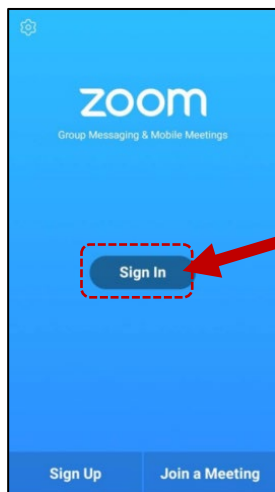 zoom
Group Messaging & Mobile Meetings
Sign In
Sign Up
Join a Meeting